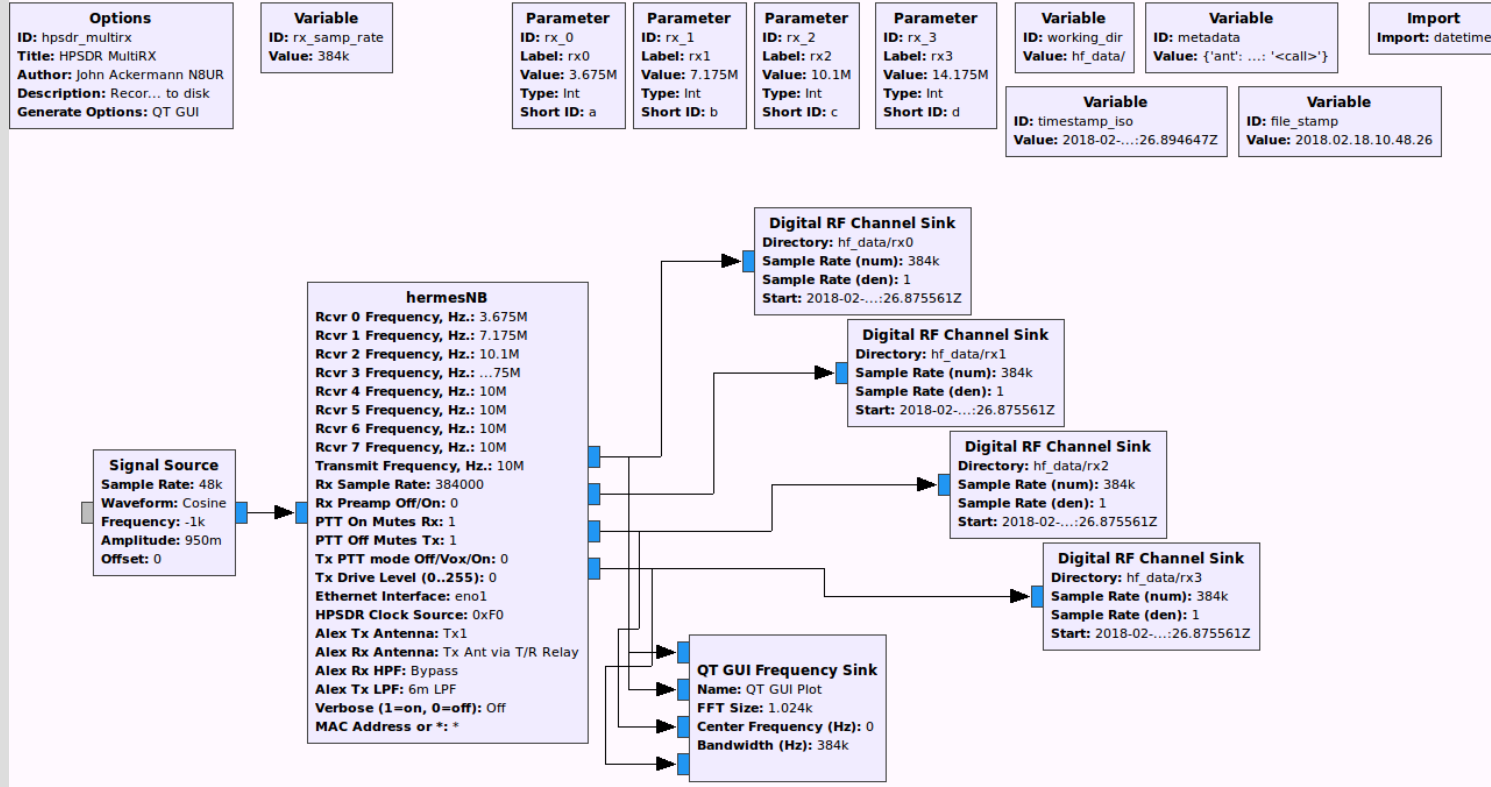 Options
ID: hpsdr_multirx
Title: HPSDR MultiRX
Author: John Ackermann N8UR
Description: Recor... to disk
Generate Options: QT GUI
Variable
ID: rx_samp_rate
Value: 384k
Parameter
ID: rx_0
Label: rx0
Value: 3.675M
Type: Int
Short ID: a
Parameter
ID: rx_1
Label: rx1
Value: 7.175M
Type: Int
Short ID: b
Parameter
ID: rx_2
Label: rx2
Value: 10.1M
Type: Int
Short ID: c
Parameter
ID: rx_3
Label: rx3
Value: 14.175M
Type: Int
Short ID: d
Variable
ID: working_dir
Value: hf_data/
Variable
ID: metadata
Value: {'ant': ...: '<call>'}
Import
Import: datetime
Variable
ID: timestamp_iso
Value: 2018-02-...:26.894647Z
Variable
ID: file_stamp
Value: 2018.02.18.10.48.26
Digital RF Channel Sink
Directory: hf_data/rx0
Sample Rate (num): 384k
Sample Rate (den): 1
Start: 2018-02-...:26.875561Z
Digital RF Channel Sink
Directory: hf_data/rx1
Sample Rate (num): 384k
Sample Rate (den): 1
Start: 2018-02-...:26.875561Z
Digital RF Channel Sink
Directory: hf_data/rx2
Sample Rate (num): 384k
Sample Rate (den): 1
Start: 2018-02-...:26.875561Z
Digital RF Channel Sink
Directory: hf_data/rx3
Sample Rate (num): 384k
Sample Rate (den): 1
Start: 2018-02-...:26.875561Z
Signal Source
Sample Rate: 48k
Waveform: Cosine
Frequency: -1k
Amplitude: 950m
Offset: 0
hermesNB
Rcvr 0 Frequency, Hz.: 3.675M
Rcvr 1 Frequency, Hz.: 7.175M
Rcvr 2 Frequency, Hz.: 10.1M
Rcvr 3 Frequency, Hz.: ...75M
Rcvr 4 Frequency, Hz.: 10M
Rcvr 5 Frequency, Hz.: 10M
Rcvr 6 Frequency, Hz.: 10M
Rcvr 7 Frequency, Hz.: 10M
Transmit Frequency, Hz.: 10M
Rx Sample Rate: 384000
Rx Preamp Off/On: 0
PTT On Mutes Rx: 1
PTT Off Mutes Tx: 1
Tx PTT mode Off/Vox/On: 0
Tx Drive Level (0..255): 0
Ethernet Interface: eno1
HPSDR Clock Source: 0xF0
Alex Tx Antenna: Tx1
Alex Rx Antenna: Tx Ant via T/R Relay
Alex Rx HPF: Bypass
Alex Tx LPF: 6m LPF
Verbose (1=on, 0=off): Off
MAC Address or *: *
QT GUI Frequency Sink
Name: QT GUI Plot
FFT Size: 1.024k
Center Frequency (Hz): 0
Bandwidth (Hz): 384k